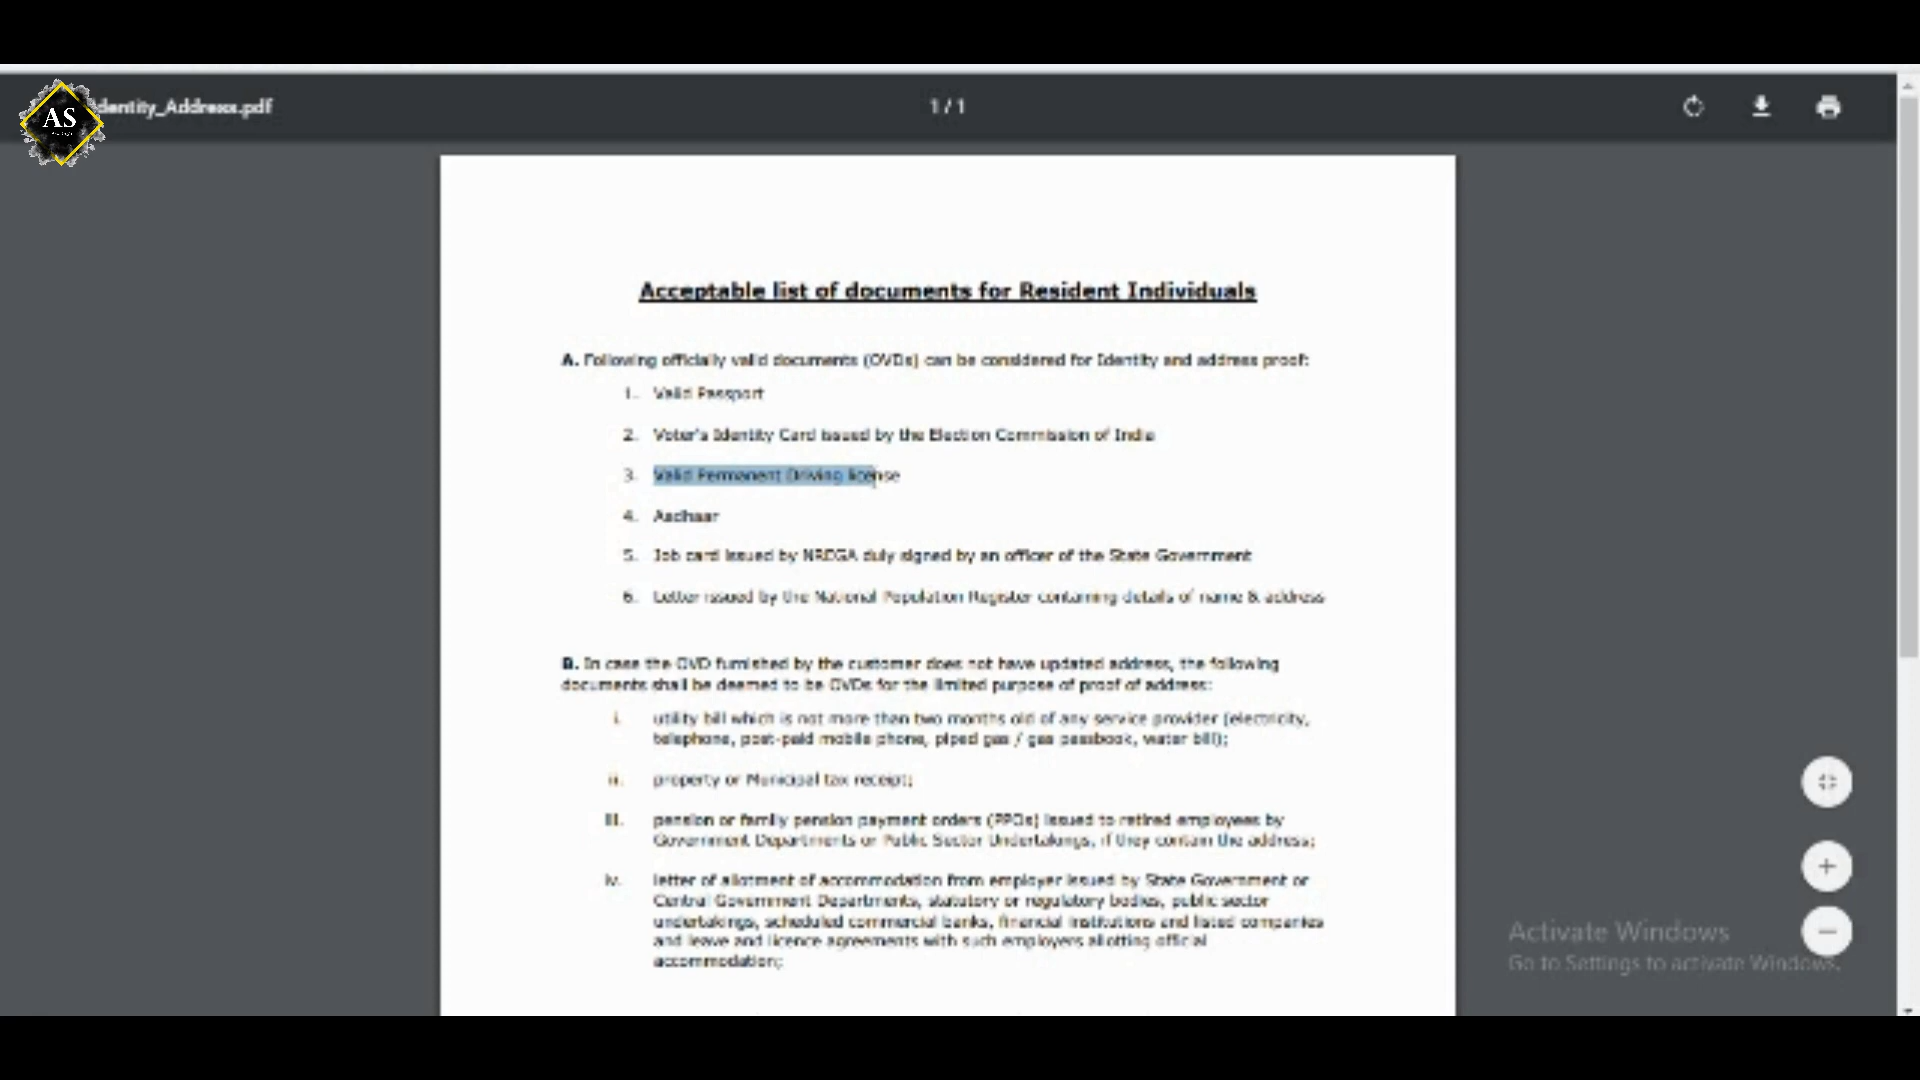 AS
dentity_Address.pdf
1 / 1
Acceptable list of documents for Resident Individuals
A. Following officially valid documents (OVDs) can be considered for Identity and address proof:
1. Valid Passport
2. Voter's Identity Card issued by the Election Commission of India
3. Valid Permanent Driving license
4. Aadhaar
5. Job card issued by NREGA duly signed by an officer of the State Government
6. Letter issued by the National Population Register containing details of name & address
B. In case the OVD furnished by the customer does not have updated address, the following
documents shall be deemed to be OVDs for the limited purpose of proof of address:
i. utility bill which is not more than two months old of any service provider (electricity,
telephone, post-paid mobile phone, piped gas / gas passbook, water bill);
ii. property or Municipal tax receipt;
iii. pension or family pension payment orders (PPOs) issued to retired employees by
Government Departments or Public Sector Undertakings, if they contain the address;
iv. letter of allotment of accommodation from employer issued by State Government or
Central Government Departments, statutory or regulatory bodies, public sector
undertakings, scheduled commercial banks, financial institutions and listed companies
and leave and licence agreements with such employers allotting official
accommodation;
Activate Windows
Go to Settings to activate Windows.